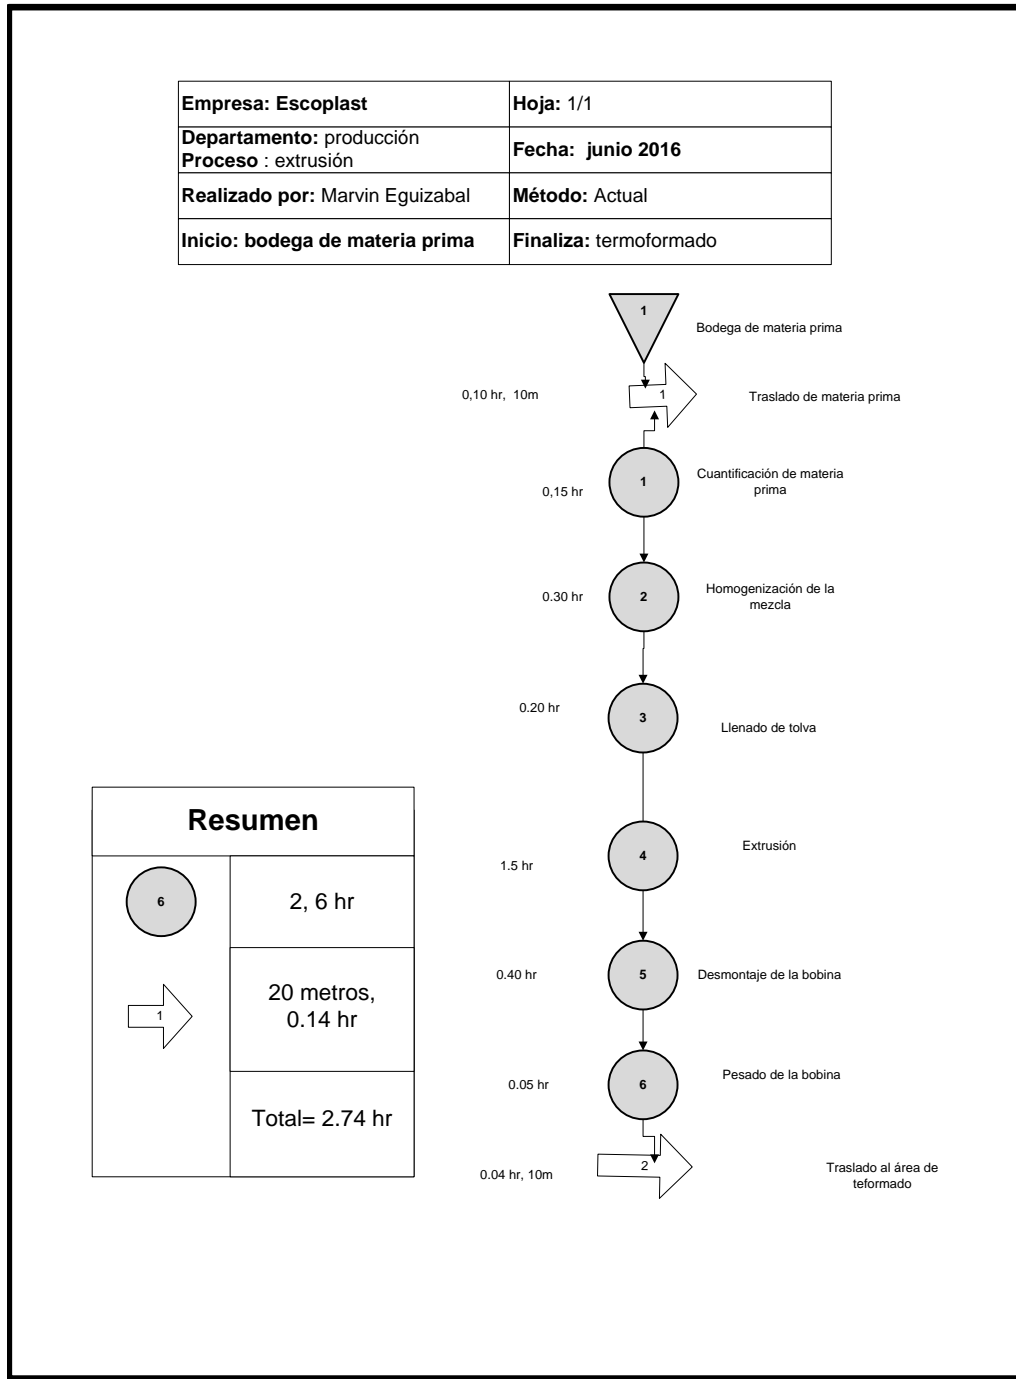 Empresa: Escoplast
Hoja: 1/1
Departamento: producción
Proceso : extrusión
Fecha: junio 2016
Realizado por: Marvin Eguizabal
Método: Actual
Inicio: bodega de materia prima
Finaliza: termoformado
1
Bodega de materia prima
0,10 hr, 10m
1
Traslado de materia prima
0,15 hr
1
Cuantificación de materia
prima
0.30 hr
2
Homogenización de la
mezcla
0.20 hr
3
Llenado de tolva
1.5 hr
4
Extrusión
0.40 hr
5
Desmontaje de la bobina
0.05 hr
6
Pesado de la bobina
0.04 hr, 10m
2
Traslado al área de
teformado
Resumen
6
2, 6 hr
1
20 metros,
0.14 hr
Total= 2.74 hr